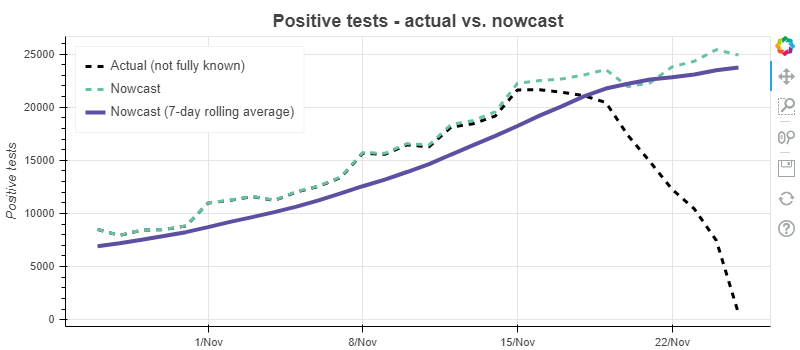 Positive tests - actual vs. nowcast
Actual (not fully known)
Nowcast
Nowcast (7-day rolling average)
Positive tests
25000
20000
15000
10000
5000
0
1/Nov
8/Nov
15/Nov
22/Nov